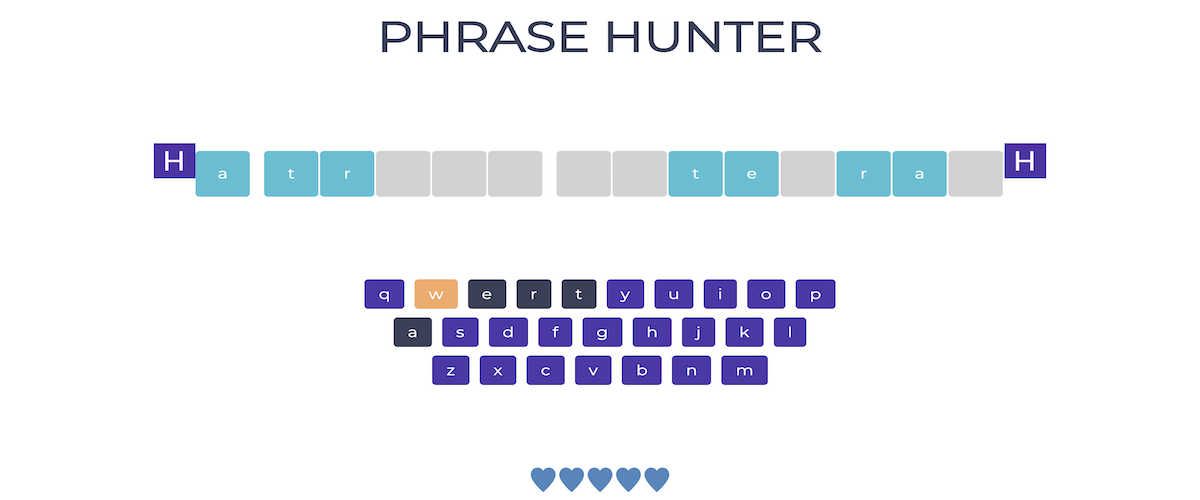 PHRASE HUNTER
H a t r t e r a H
q w e r t y u i o p
a s d f g h j k l
z x c v b n m